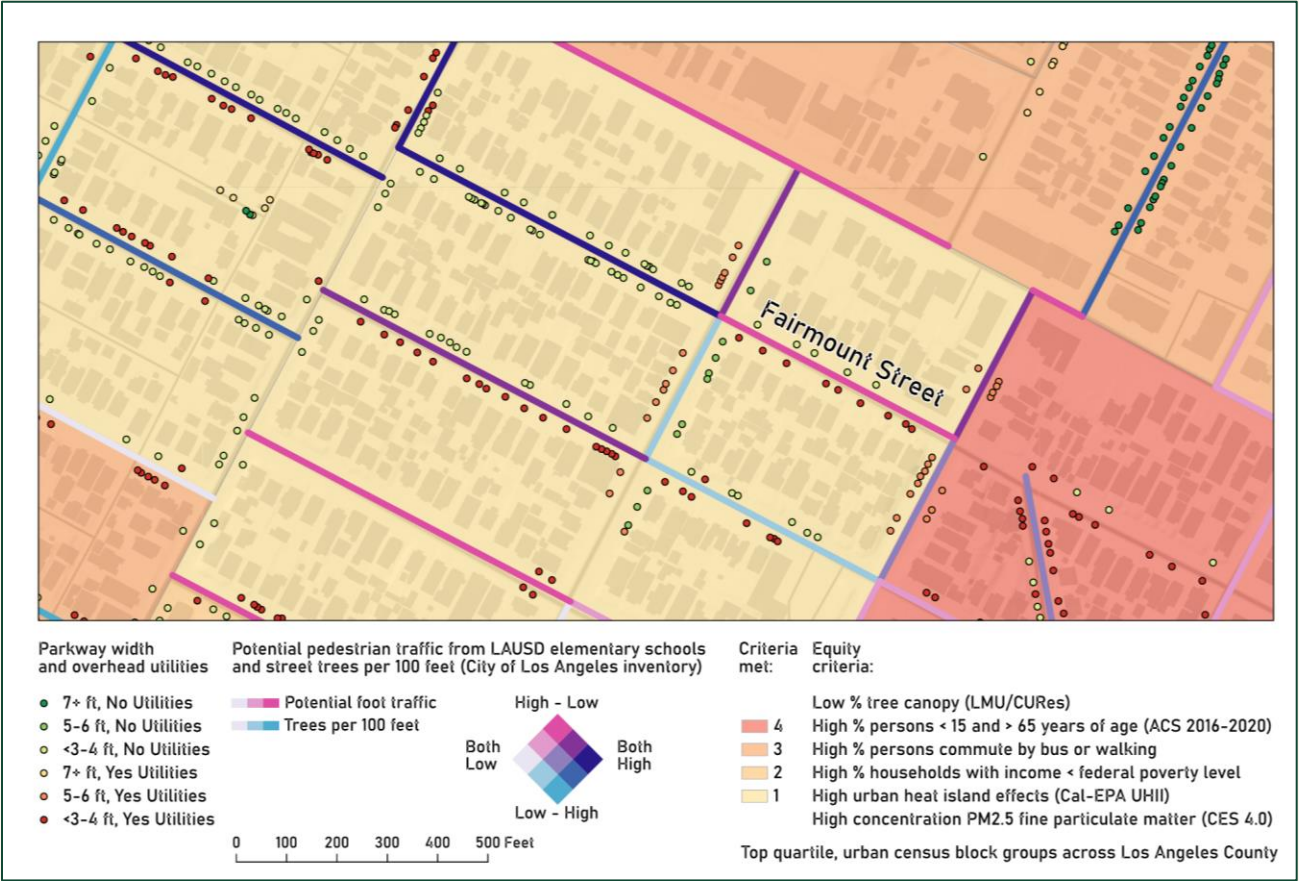 Fairmount Street
Parkway width
and overhead utilities
7+ ft, No Utilities
5-6 ft, No Utilities
<3-4 ft, No Utilities
7+ ft, Yes Utilities
5-6 ft, Yes Utilities
<3-4 ft, Yes Utilities
Potential pedestrian traffic from LAUSD elementary schools
and street trees per 100 feet (City of Los Angeles inventory)
Potential foot traffic
Trees per 100 feet
High - Low
Both
Low
Both
High
Low - High
0 100 200 300 400 500 Feet
Criteria
met:
Equity
criteria:
Low % tree canopy (LMU/CURes)
4 High % persons < 15 and > 65 years of age (ACS 2016-2020)
3 High % persons commute by bus or walking
2 High % households with income < federal poverty level
1 High urban heat island effects (Cal-EPA UHII)
High concentration PM2.5 fine particulate matter (CES 4.0)
Top quartile, urban census block groups across Los Angeles County